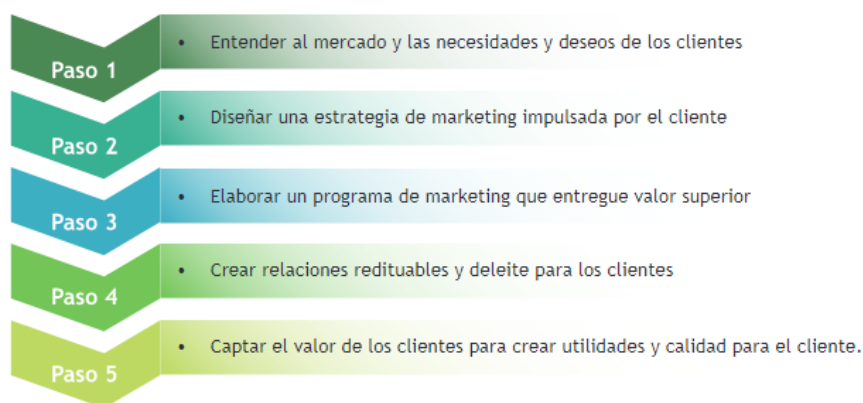 • Entender al mercado y las necesidades y deseos de los clientes
Paso 1
• Diseñar una estrategia de marketing impulsada por el cliente
Paso 2
• Elaborar un programa de marketing que entregue valor superior
Paso 3
• Crear relaciones redituables y deleite para los clientes
Paso 4
• Captar el valor de los clientes para crear utilidades y calidad para el cliente.
Paso 5